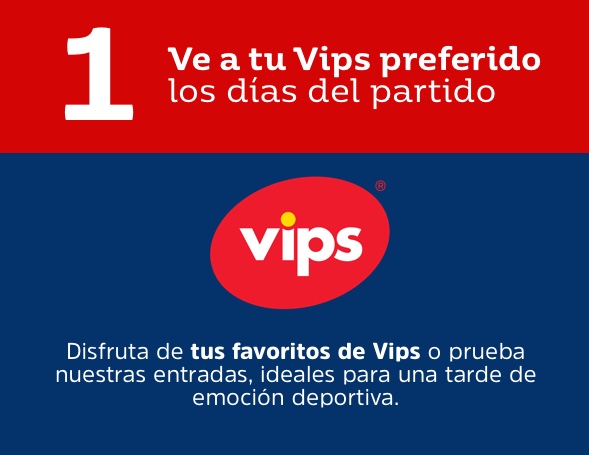 1
Ve a tu Vips preferido
los días del partido
vips®
Disfruta de tus favoritos de Vips o prueba
nuestras entradas, ideales para una tarde de
emoción deportiva.